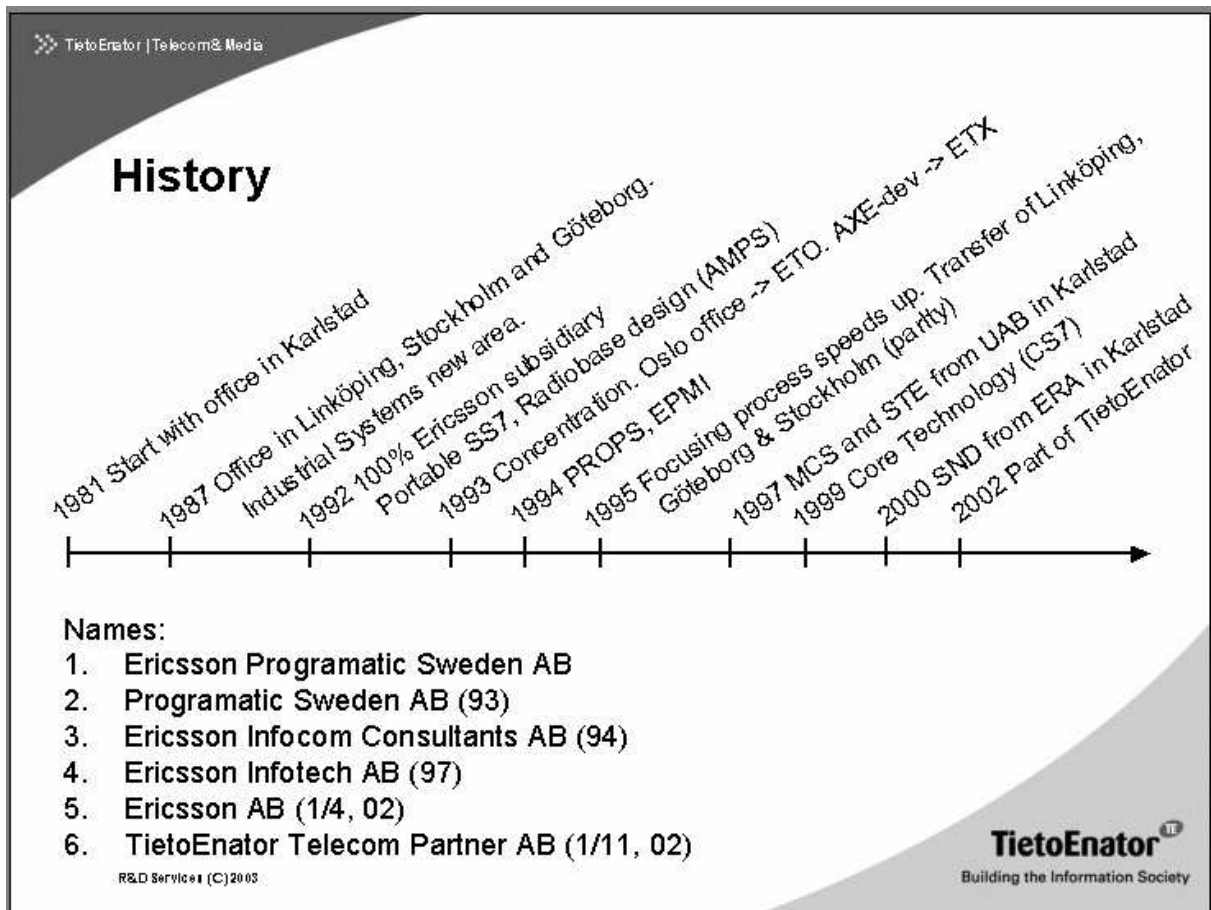 TietoEnator | Telecom & Media
History
1981 Start with office in Karlstad
1987 Office in Linköping, Stockholm and Göteborg.
Industrial Systems new area.
1992 100% Ericsson subsidiary
Portable SS7, Radiobase design (AMPS)
1993 Concentration. Oslo office -> ETO. AXE-dev -> ETX
1994 PROPS, EPMI
1995 Focusing process speeds up. Transfer of Linköping,
Göteborg & Stockholm (partly)
1997 MCS and STE from UAB in Karlstad
1999 Core Technology (CS7)
2000 SND from ERA in Karlstad
2002 Part of TietoEnator
Names:
1. Ericsson Programatic Sweden AB
2. Programatic Sweden AB (93)
3. Ericsson Infocom Consultants AB (94)
4. Ericsson Infotech AB (97)
5. Ericsson AB (1/4, 02)
6. TietoEnator Telecom Partner AB (1/11, 02)
R&D Services (C) 2003
TietoEnator TE
Building the Information Society